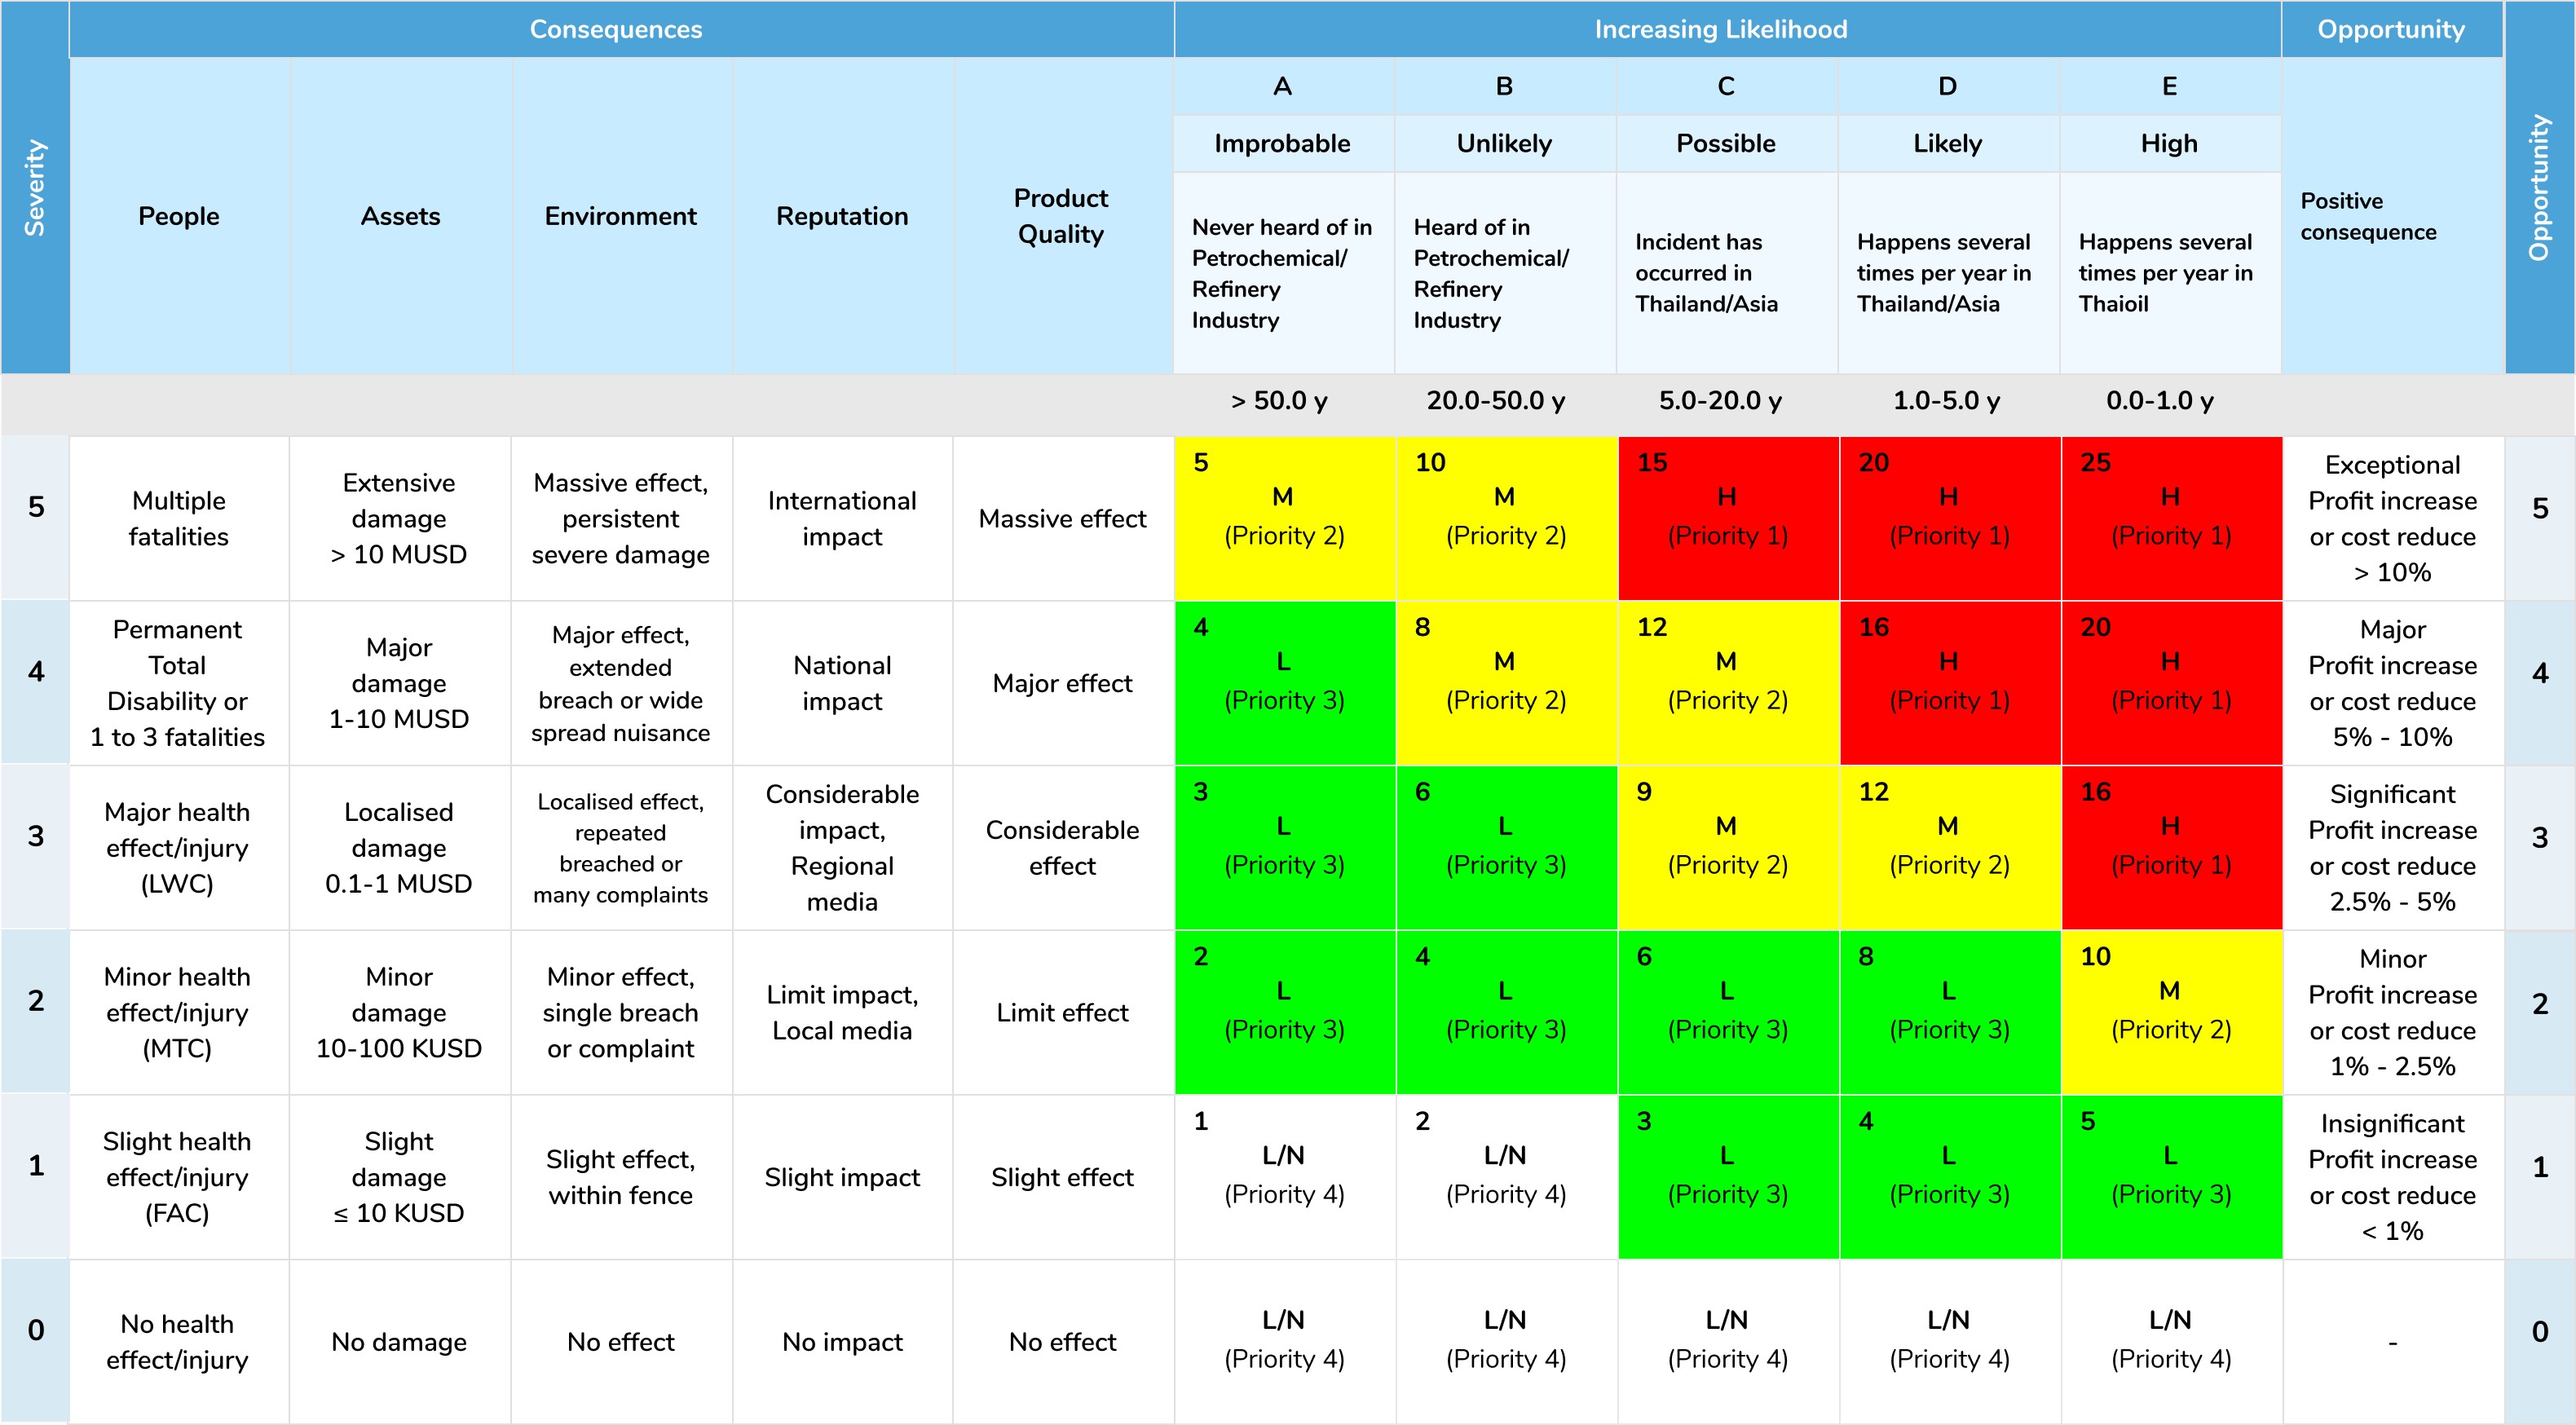 Consequences
Increasing Likelihood
Opportunity
Severity
People
Assets
Environment
Reputation
Product
Quality
A
B
C
D
E
Improbable
Unlikely
Possible
Likely
High
Never heard of in
Petrochemical/
Refinery
Industry
Heard of in
Petrochemical/
Refinery
Industry
Incident has
occurred in
Thailand/Asia
Happens several
times per year in
Thailand/Asia
Happens several
times per year in
Thaioil
Positive
consequence
Opportunity
> 50.0 y
20.0-50.0 y
5.0-20.0 y
1.0-5.0 y
0.0-1.0 y
5
Multiple
fatalities
Extensive
damage
> 10 MUSD
Massive effect,
persistent
severe damage
International
impact
Massive effect
5
M
(Priority 2)
10
M
(Priority 2)
15
H
(Priority 1)
20
H
(Priority 1)
25
H
(Priority 1)
Exceptional
Profit increase
or cost reduce
> 10%
5
4
Permanent
Total
Disability or
1 to 3 fatalities
Major
damage
1-10 MUSD
Major effect,
extended
breach or wide
spread nuisance
National
impact
Major effect
4
L
(Priority 3)
8
M
(Priority 2)
12
M
(Priority 2)
16
H
(Priority 1)
20
H
(Priority 1)
Major
Profit increase
or cost reduce
5% - 10%
4
3
Major health
effect/injury
(LWC)
Localised
damage
0.1-1 MUSD
Localised effect,
repeated
breached or
many complaints
Considerable
impact,
Regional
media
Considerable
effect
3
L
(Priority 3)
6
L
(Priority 3)
9
M
(Priority 2)
12
M
(Priority 2)
16
H
(Priority 1)
Significant
Profit increase
or cost reduce
2.5% - 5%
3
2
Minor health
effect/injury
(MTC)
Minor
damage
10-100 KUSD
Minor effect,
single breach
or complaint
Limit impact,
Local media
Limit effect
2
L
(Priority 3)
4
L
(Priority 3)
6
L
(Priority 3)
8
L
(Priority 3)
10
M
(Priority 2)
Minor
Profit increase
or cost reduce
1% - 2.5%
2
1
Slight health
effect/injury
(FAC)
Slight
damage
≤ 10 KUSD
Slight effect,
within fence
Slight impact
Slight effect
1
L/N
(Priority 4)
2
L/N
(Priority 4)
3
L
(Priority 3)
4
L
(Priority 3)
5
L
(Priority 3)
Insignificant
Profit increase
or cost reduce
< 1%
1
0
No health
effect/injury
No damage
No effect
No impact
No effect
L/N
(Priority 4)
L/N
(Priority 4)
L/N
(Priority 4)
L/N
(Priority 4)
L/N
(Priority 4)
-
0